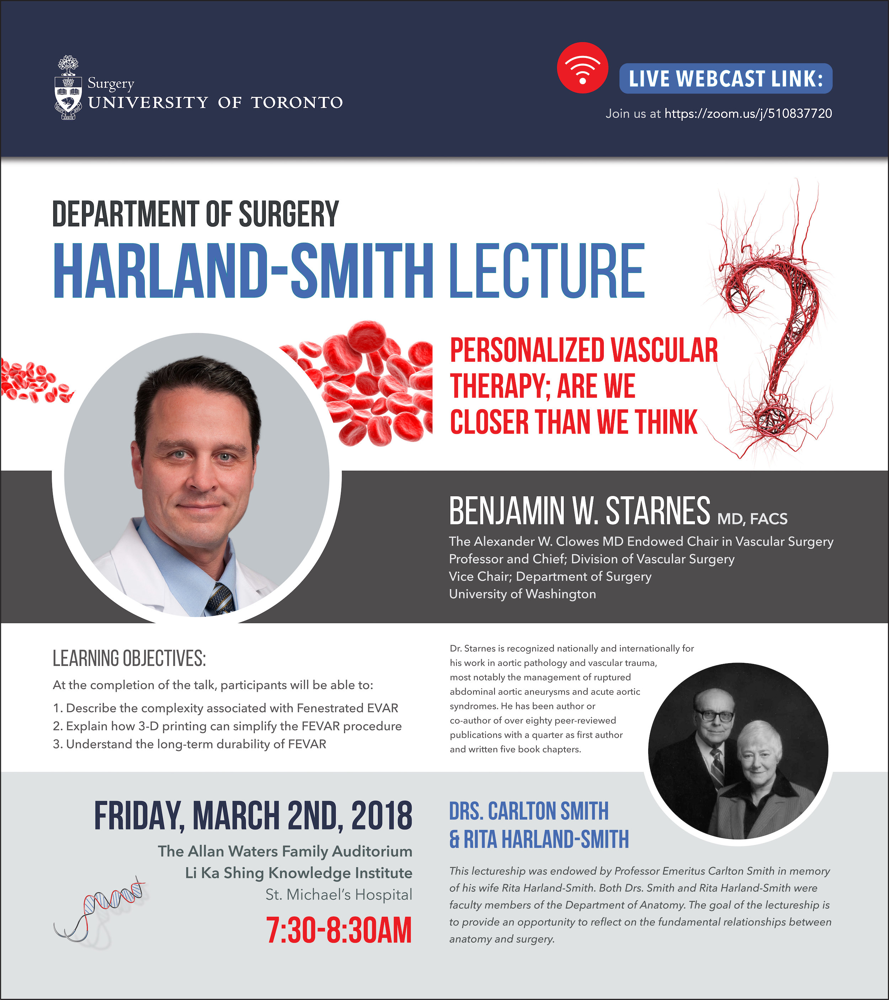 Surgery
UNIVERSITY OF TORONTO
ARBOR
LIVE WEBCAST LINK:
Join us at https://zoom.us/j/510837720
DEPARTMENT OF SURGERY
HARLAND-SMITH LECTURE
PERSONALIZED VASCULAR
THERAPY; ARE WE
CLOSER THAN WE THINK
BENJAMIN W. STARNES MD, FACS
The Alexander W. Clowes MD Endowed Chair in Vascular Surgery
Professor and Chief; Division of Vascular Surgery
Vice Chair; Department of Surgery
University of Washington
LEARNING OBJECTIVES:
At the completion of the talk, participants will be able to:
1. Describe the complexity associated with Fenestrated EVAR
2. Explain how 3-D printing can simplify the FEVAR procedure
3. Understand the long-term durability of FEVAR
Dr. Starnes is recognized nationally and internationally for
his work in aortic pathology and vascular trauma,
most notably the management of ruptured
abdominal aortic aneurysms and acute aortic
syndromes. He has been author or
co-author of over eighty peer-reviewed
publications with a quarter as first author
and written five book chapters.
FRIDAY, MARCH 2ND, 2018
The Allan Waters Family Auditorium
Li Ka Shing Knowledge Institute
St. Michael's Hospital
7:30-8:30AM
DRS. CARLTON SMITH
& RITA HARLAND-SMITH
This lectureship was endowed by Professor Emeritus Carlton Smith in memory
of his wife Rita Harland-Smith. Both Drs. Smith and Rita Harland-Smith were
faculty members of the Department of Anatomy. The goal of the lectureship is
to provide an opportunity to reflect on the fundamental relationships between
anatomy and surgery.